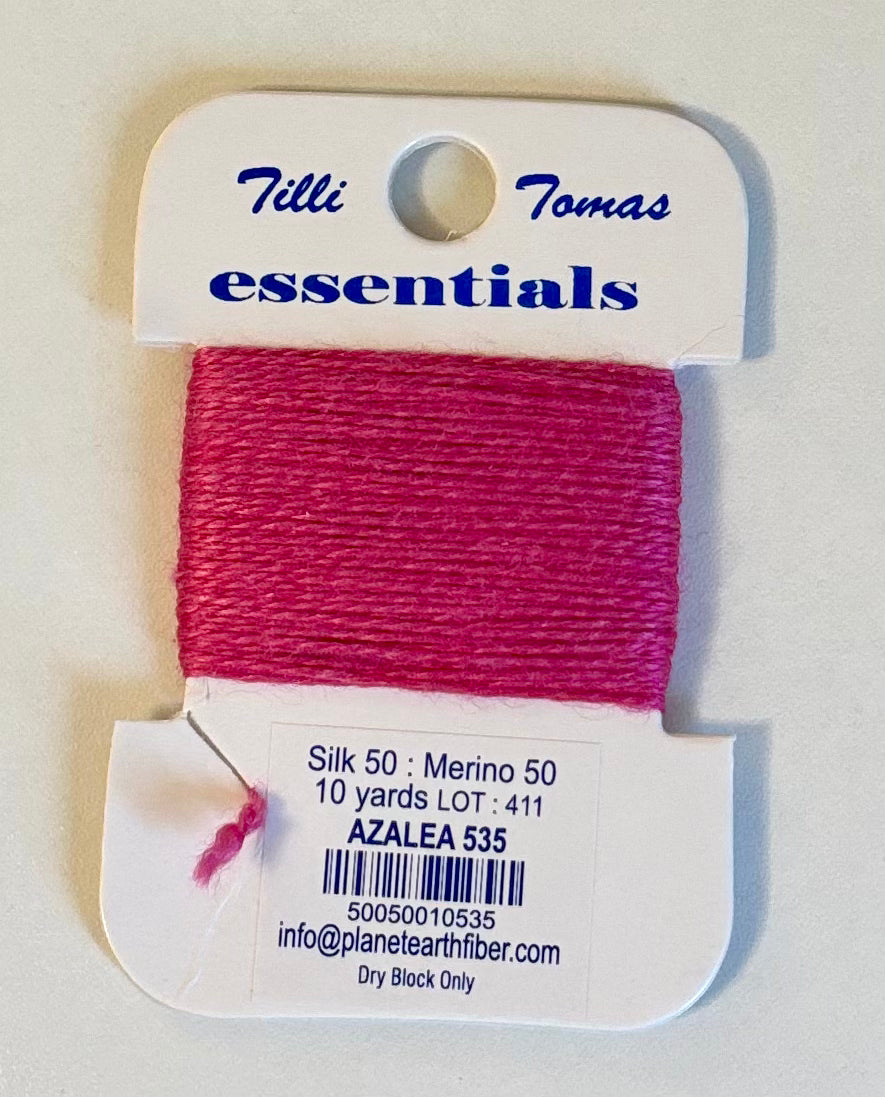 Tilli Tomas
essentials
Silk 50 : Merino 50
10 yards LOT : 411
AZALEA 535
50050010535
info@planetearthfiber.com
Dry Block Only